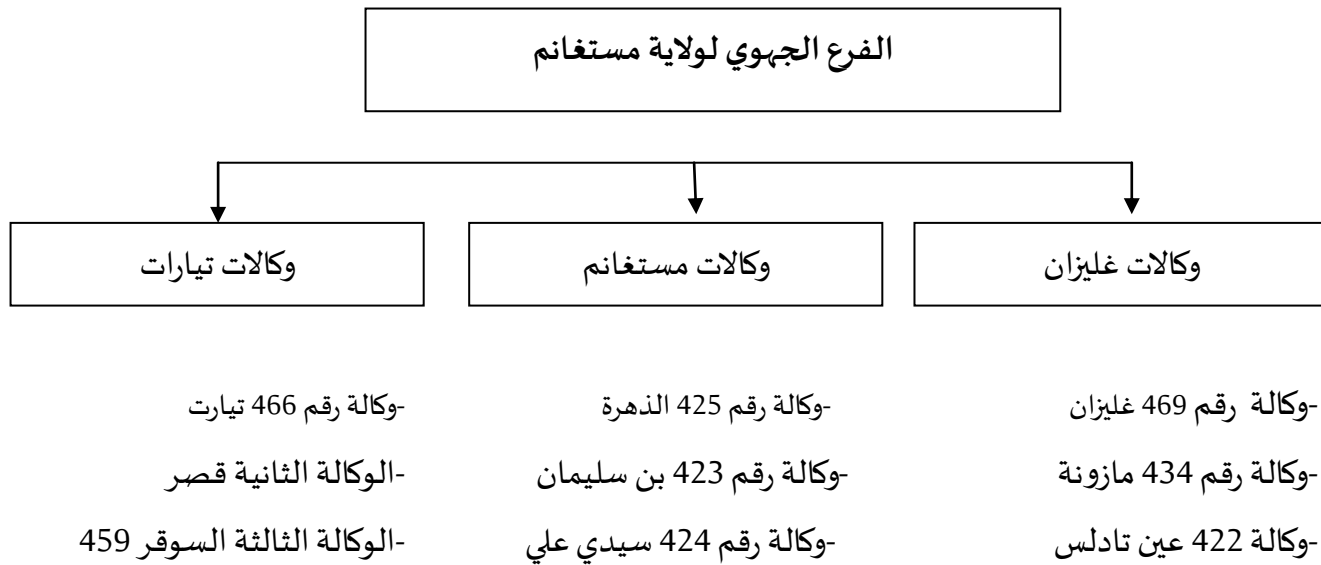 الفرع الجهوي لولاية مستغانم
وكالات غليزان
وكالات مستغانم
وكالات تيارات
-وكالة رقم 469 غليزان
-وكالة رقم 434 مازونة
-وكالة 422 عين تادلس
-وكالة رقم 425 الذهرة
-وكالة رقم 423 بن سليمان
-وكالة رقم 424 سيدي علي
-وكالة رقم 466 تيارت
-الوكالة الثانية قصر
-الوكالة الثالثة السوقر 459